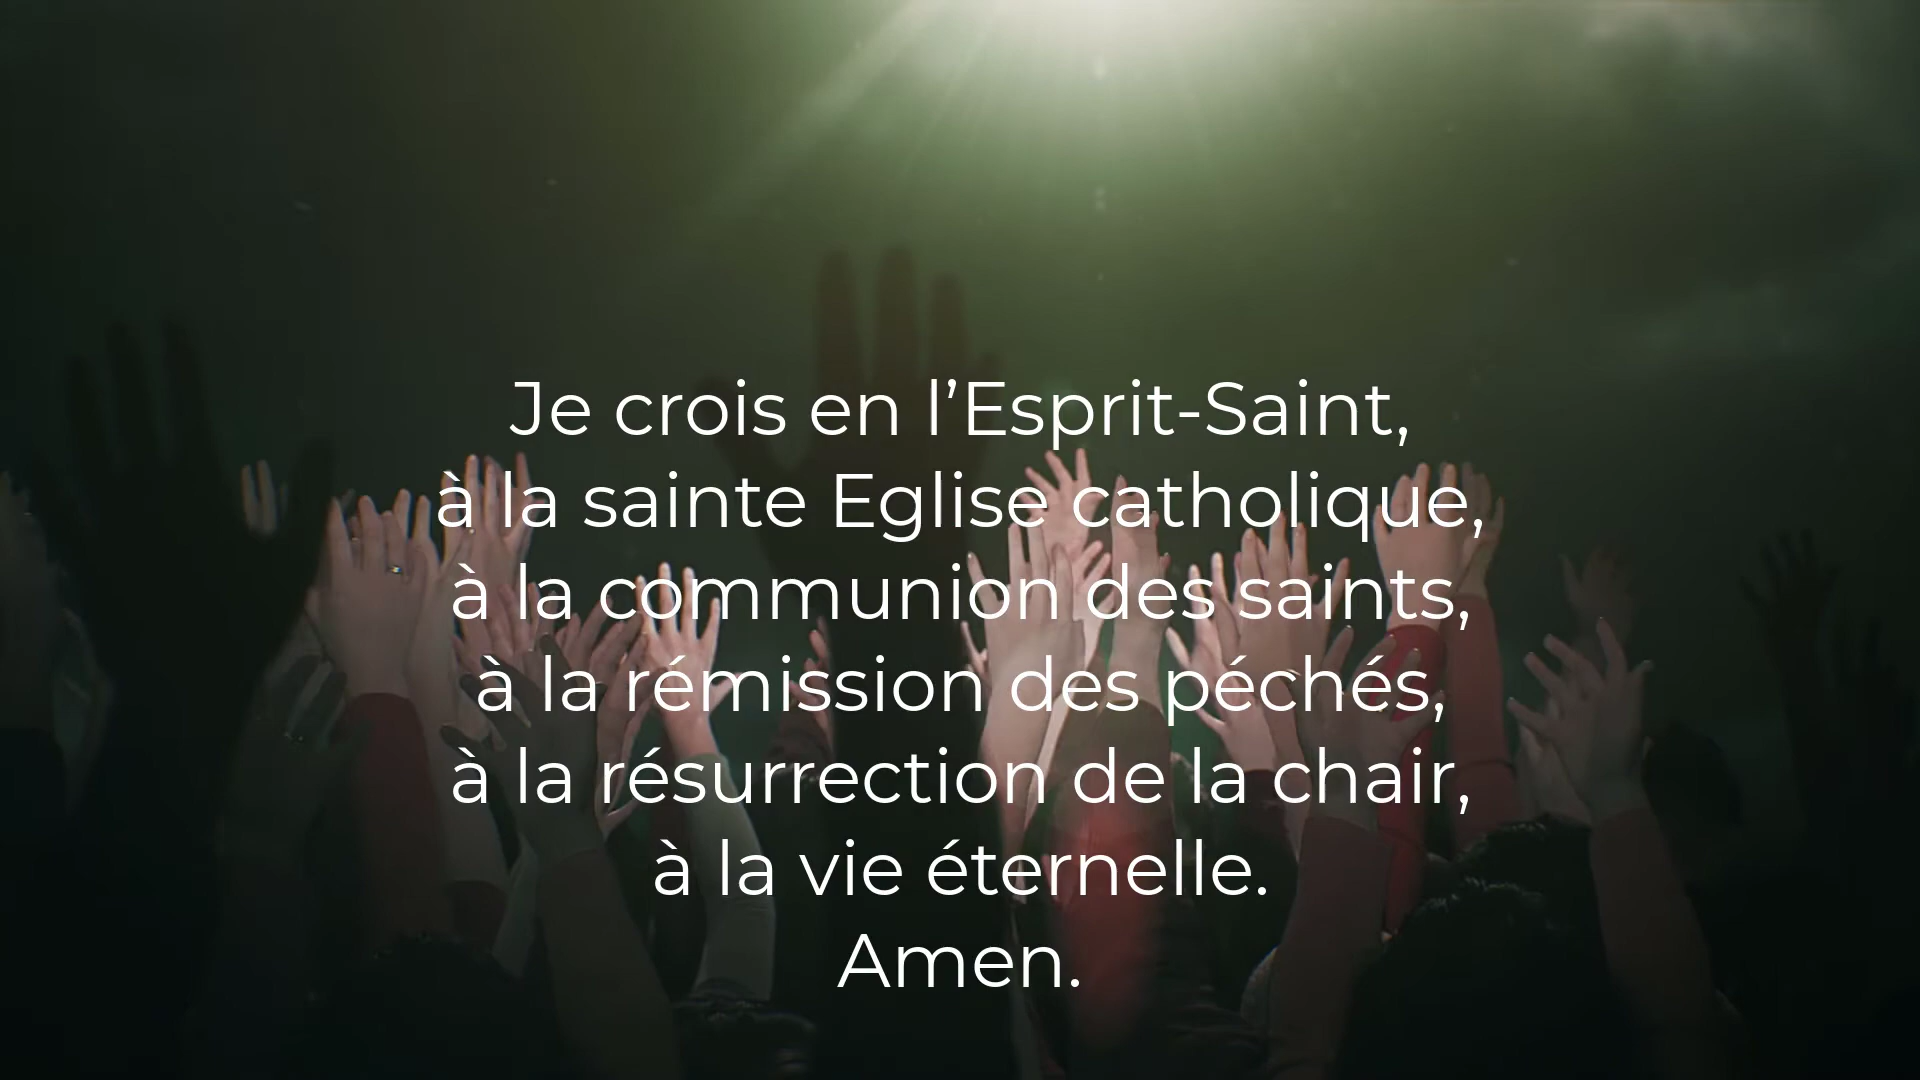 Je crois en l’Esprit-Saint,
à la sainte Eglise catholique,
à la communion des saints,
à la rémission des péchés,
à la résurrection de la chair,
à la vie éternelle.
Amen.